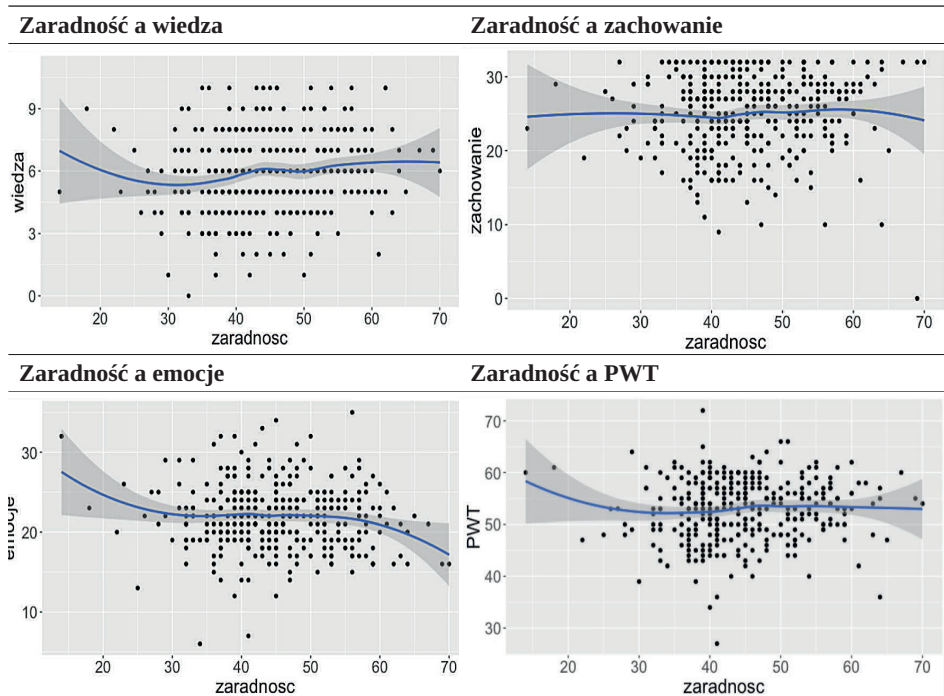 Zaradność a wiedza
Zaradność a zachowanie
9
6
3
0
wiedza
20 30 40 50 60 70
zaradnosc
30
20
10
0
zachowanie
20 30 40 50 60 70
zaradnosc
Zaradność a emocje
Zaradność a PWT
30
20
10
emocje
20 30 40 50 60 70
zaradnosc
70
60
50
40
30
PWT
20 30 40 50 60 70
zaradnosc